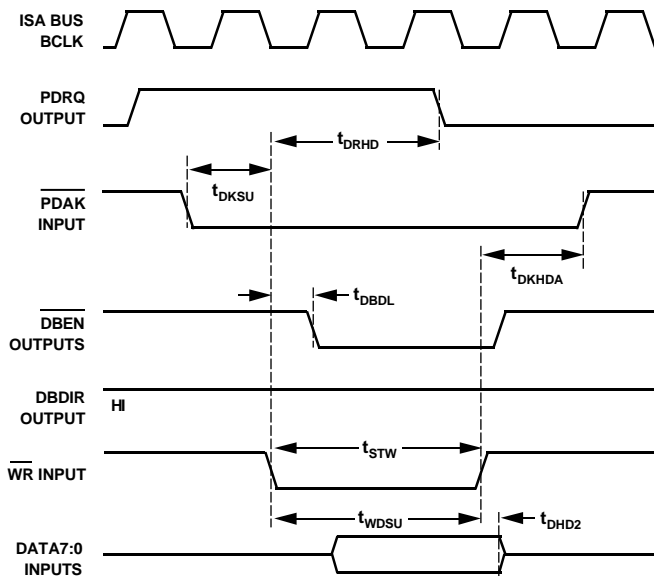 ISA BUS
BCLK
PDRQ
OUTPUT
tDRHD
tDKSU
PDAK
INPUT
tDKHDA
tDBDL
DBEN
OUTPUTS
DBDIR
OUTPUT
HI
tSTW
WR INPUT
tWDSU
tDHD2
DATA7:0
INPUTS